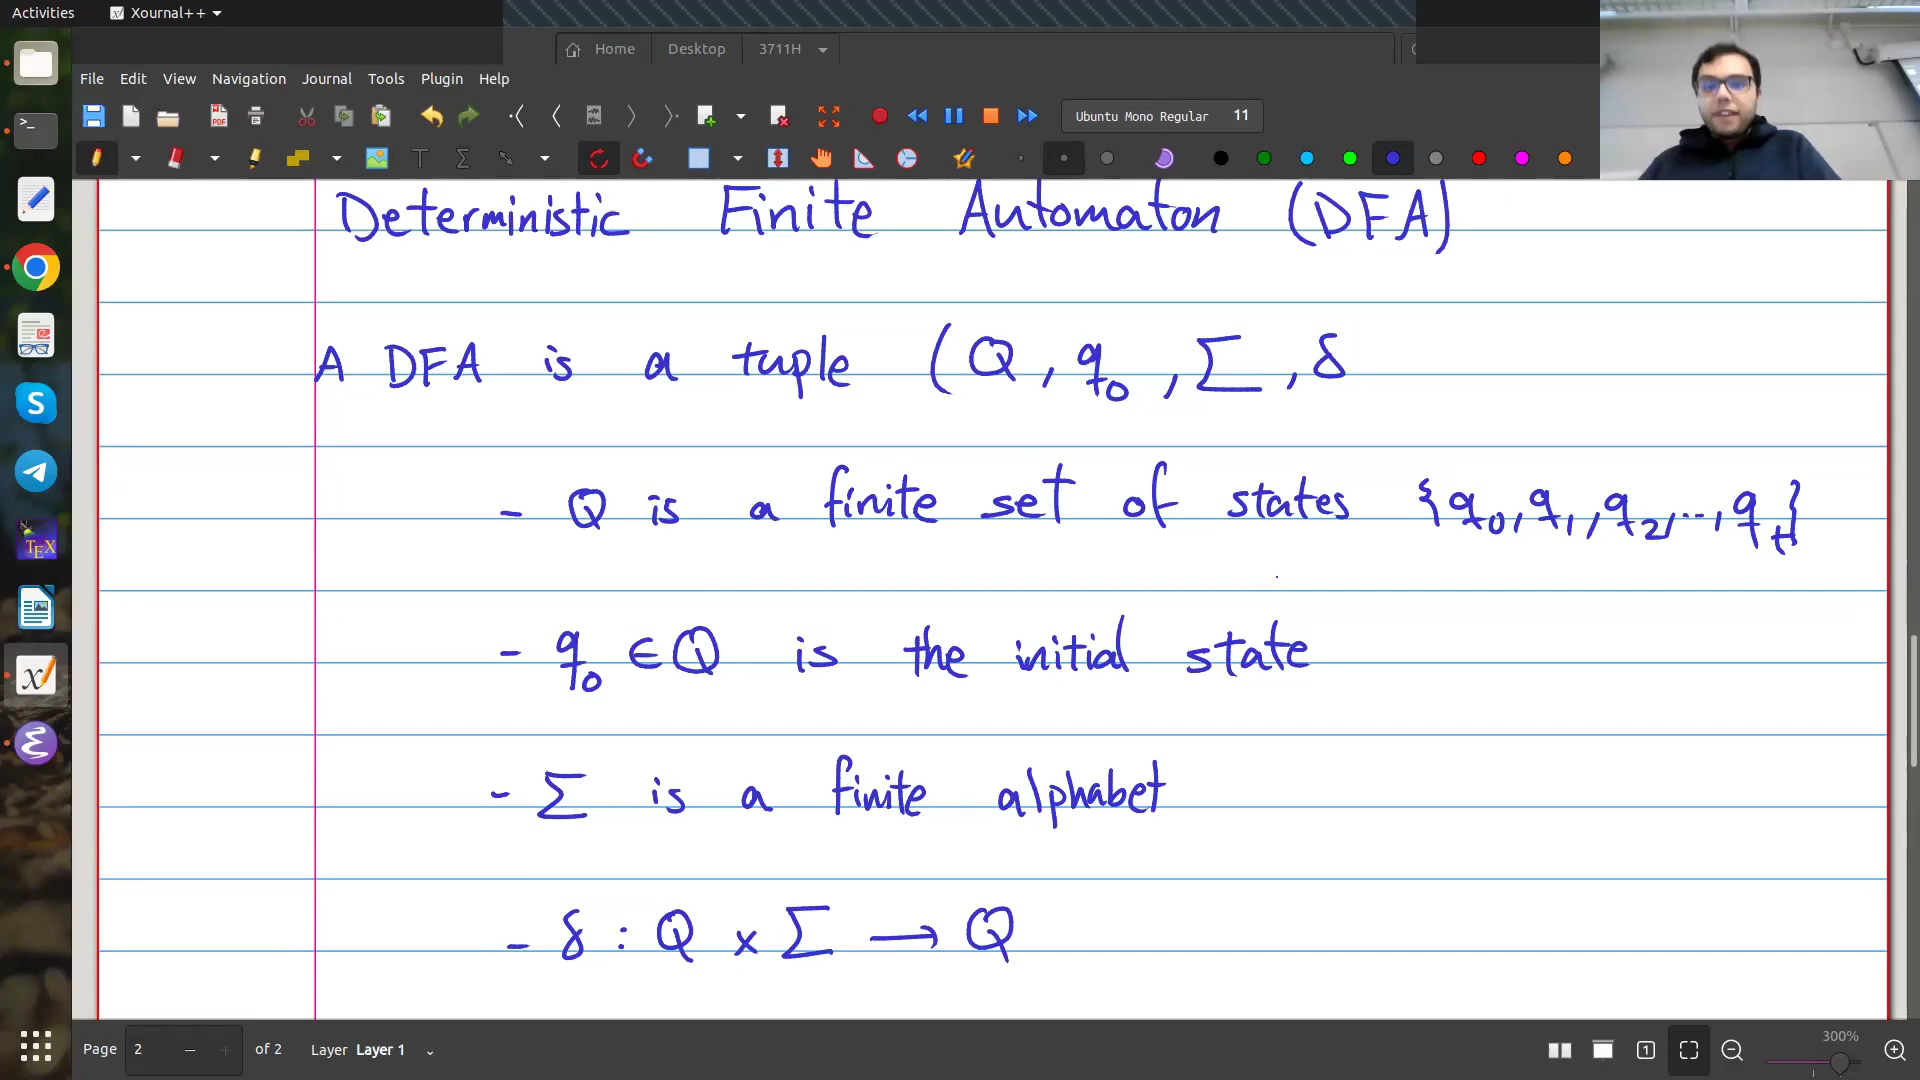 Activities Xournal++
Home Desktop 3711H
File Edit View Navigation Journal Tools Plugin Help
Ubuntu Mono Regular 11
Deterministic Finite Automaton (DFA)
A DFA is a tuple (Q, q₀, Σ, δ
- Q is a finite set of states {q₀, q₁, q₂, ..., qₜ}
- q₀ ∈ Q is the initial state
- Σ is a finite alphabet
- δ : Q × Σ → Q
Page 2 of 2 Layer Layer 1
300%